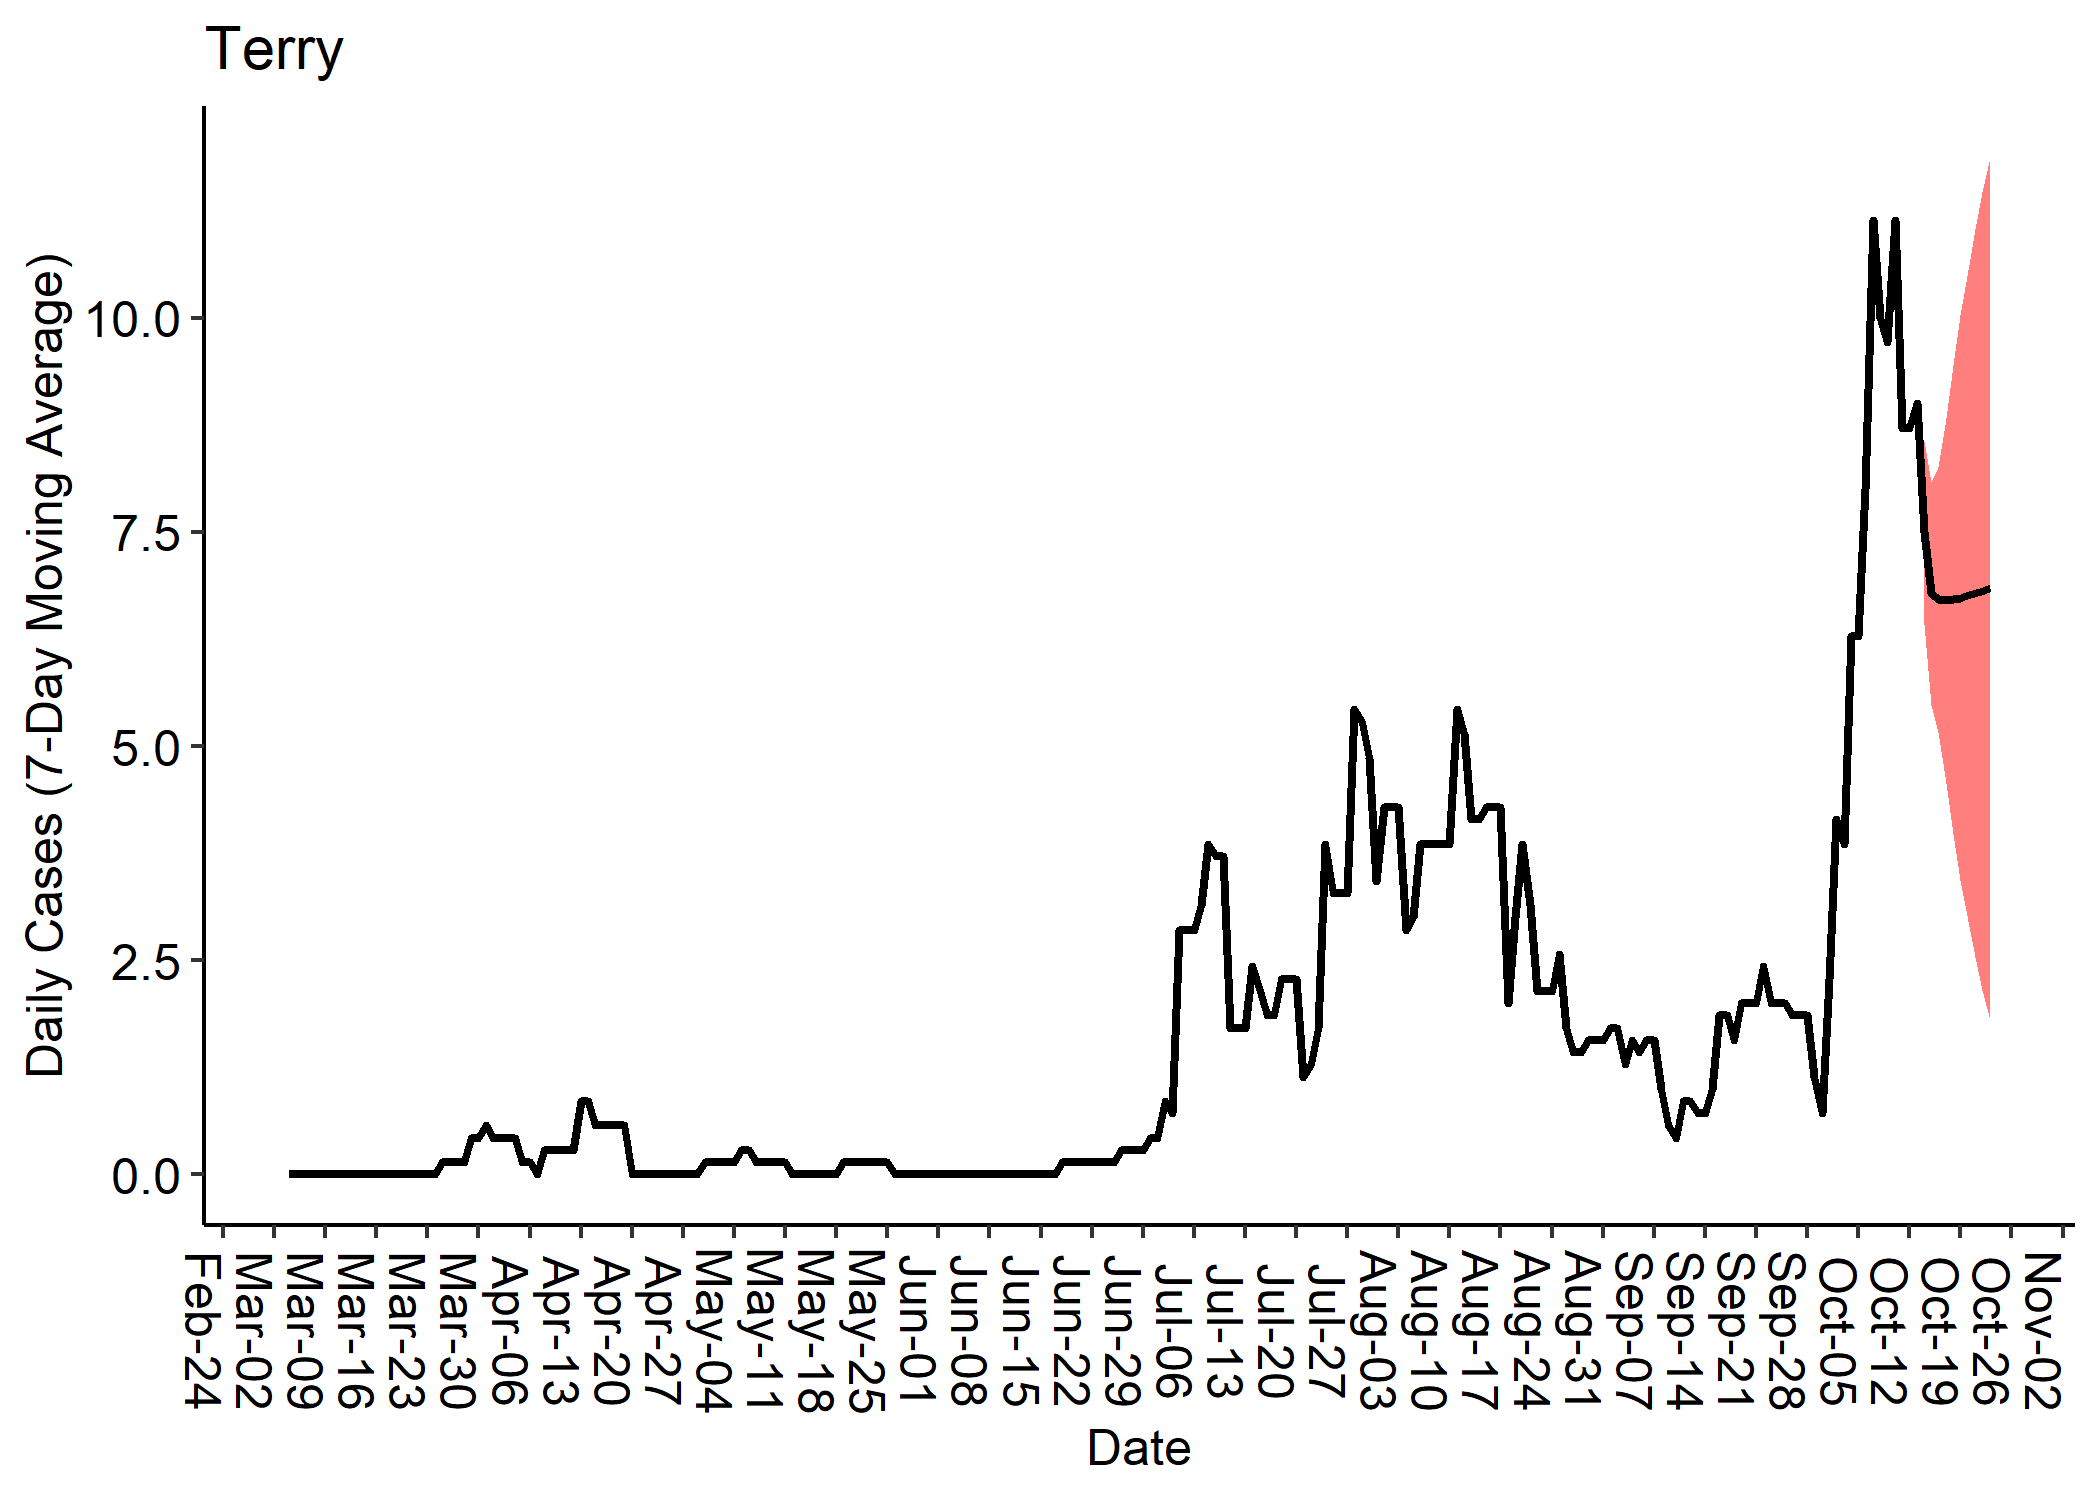 Terry
Daily Cases (7-Day Moving Average)
10.0
7.5
5.0
2.5
0.0
Feb-24
Mar-02
Mar-09
Mar-16
Mar-23
Mar-30
Apr-06
Apr-13
Apr-20
Apr-27
May-04
May-11
May-18
May-25
Jun-01
Jun-08
Jun-15
Jun-22
Jun-29
Jul-06
Jul-13
Jul-20
Jul-27
Aug-03
Aug-10
Aug-17
Aug-24
Aug-31
Sep-07
Sep-14
Sep-21
Sep-28
Oct-05
Oct-12
Oct-19
Oct-26
Nov-02
Date